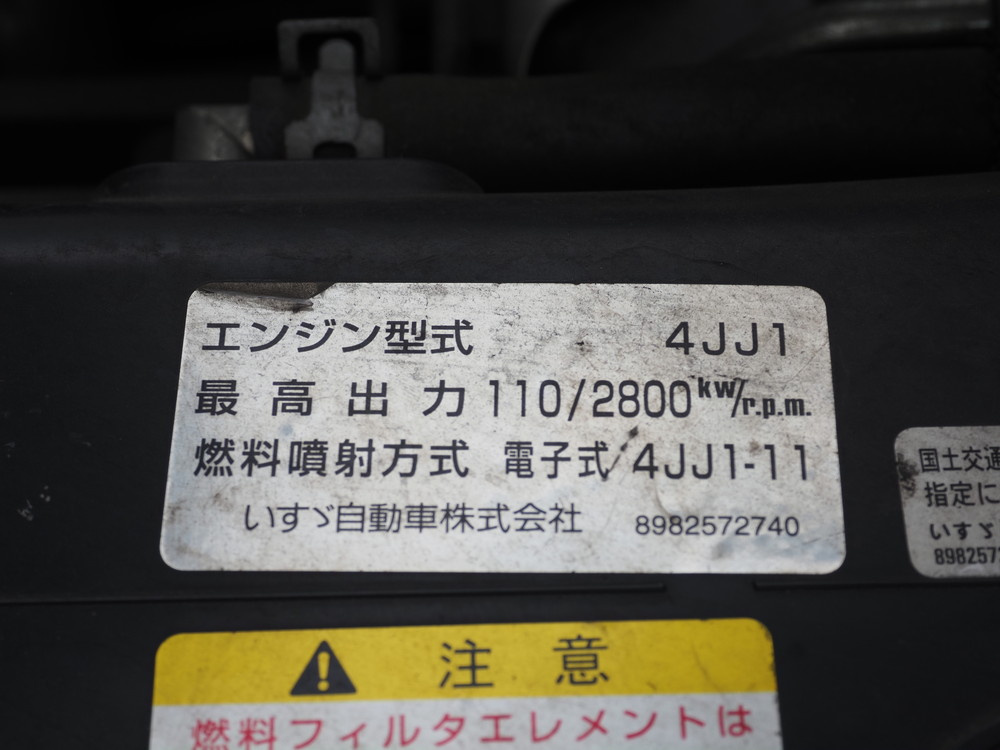 エンジン型式 4JJ1
最高出力 110/2800kW/r.p.m.
燃料噴射方式 電子式/4JJ1-11
いすゞ自動車株式会社 8982572740
国土交通
指定に
いすゞ
898257
注意
燃料フィルタエレメントは